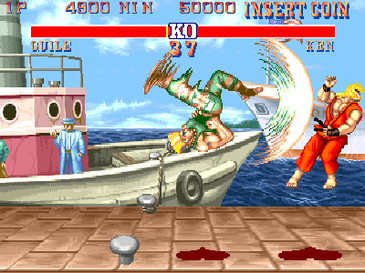 1P 4900 MIN 50000 INSERT COIN
KO
GUILE 37 KEN